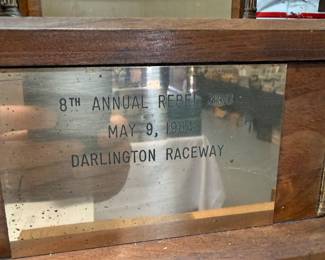 8TH ANNUAL REBEL
MAY 9,
DARLINGTON RACEWAY